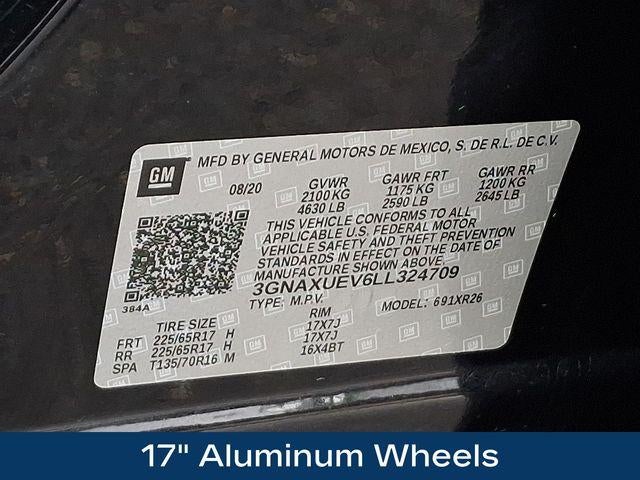 GM
MFD BY GENERAL MOTORS DE MEXICO, S. DE R.L. DE C.V.
08/20 GVWR GAWR FRT GAWR RR
2100 KG 1175 KG 1200 KG
4630 LB 2590 LB 2645 LB
THIS VEHICLE CONFORMS TO ALL
APPLICABLE U.S. FEDERAL MOTOR
VEHICLE SAFETY AND THEFT PREVENTION
STANDARDS IN EFFECT ON THE DATE OF
MANUFACTURE SHOWN ABOVE.
3GNAXUEV6LL324709
384A
TYPE: M.P.V. MODEL: 691XR26
TIRE SIZE RIM
FRT 225/65R17 H 17X7J
RR 225/65R17 H 17X7J
SPA T135/70R16 M 16X4BT
17" Aluminum Wheels